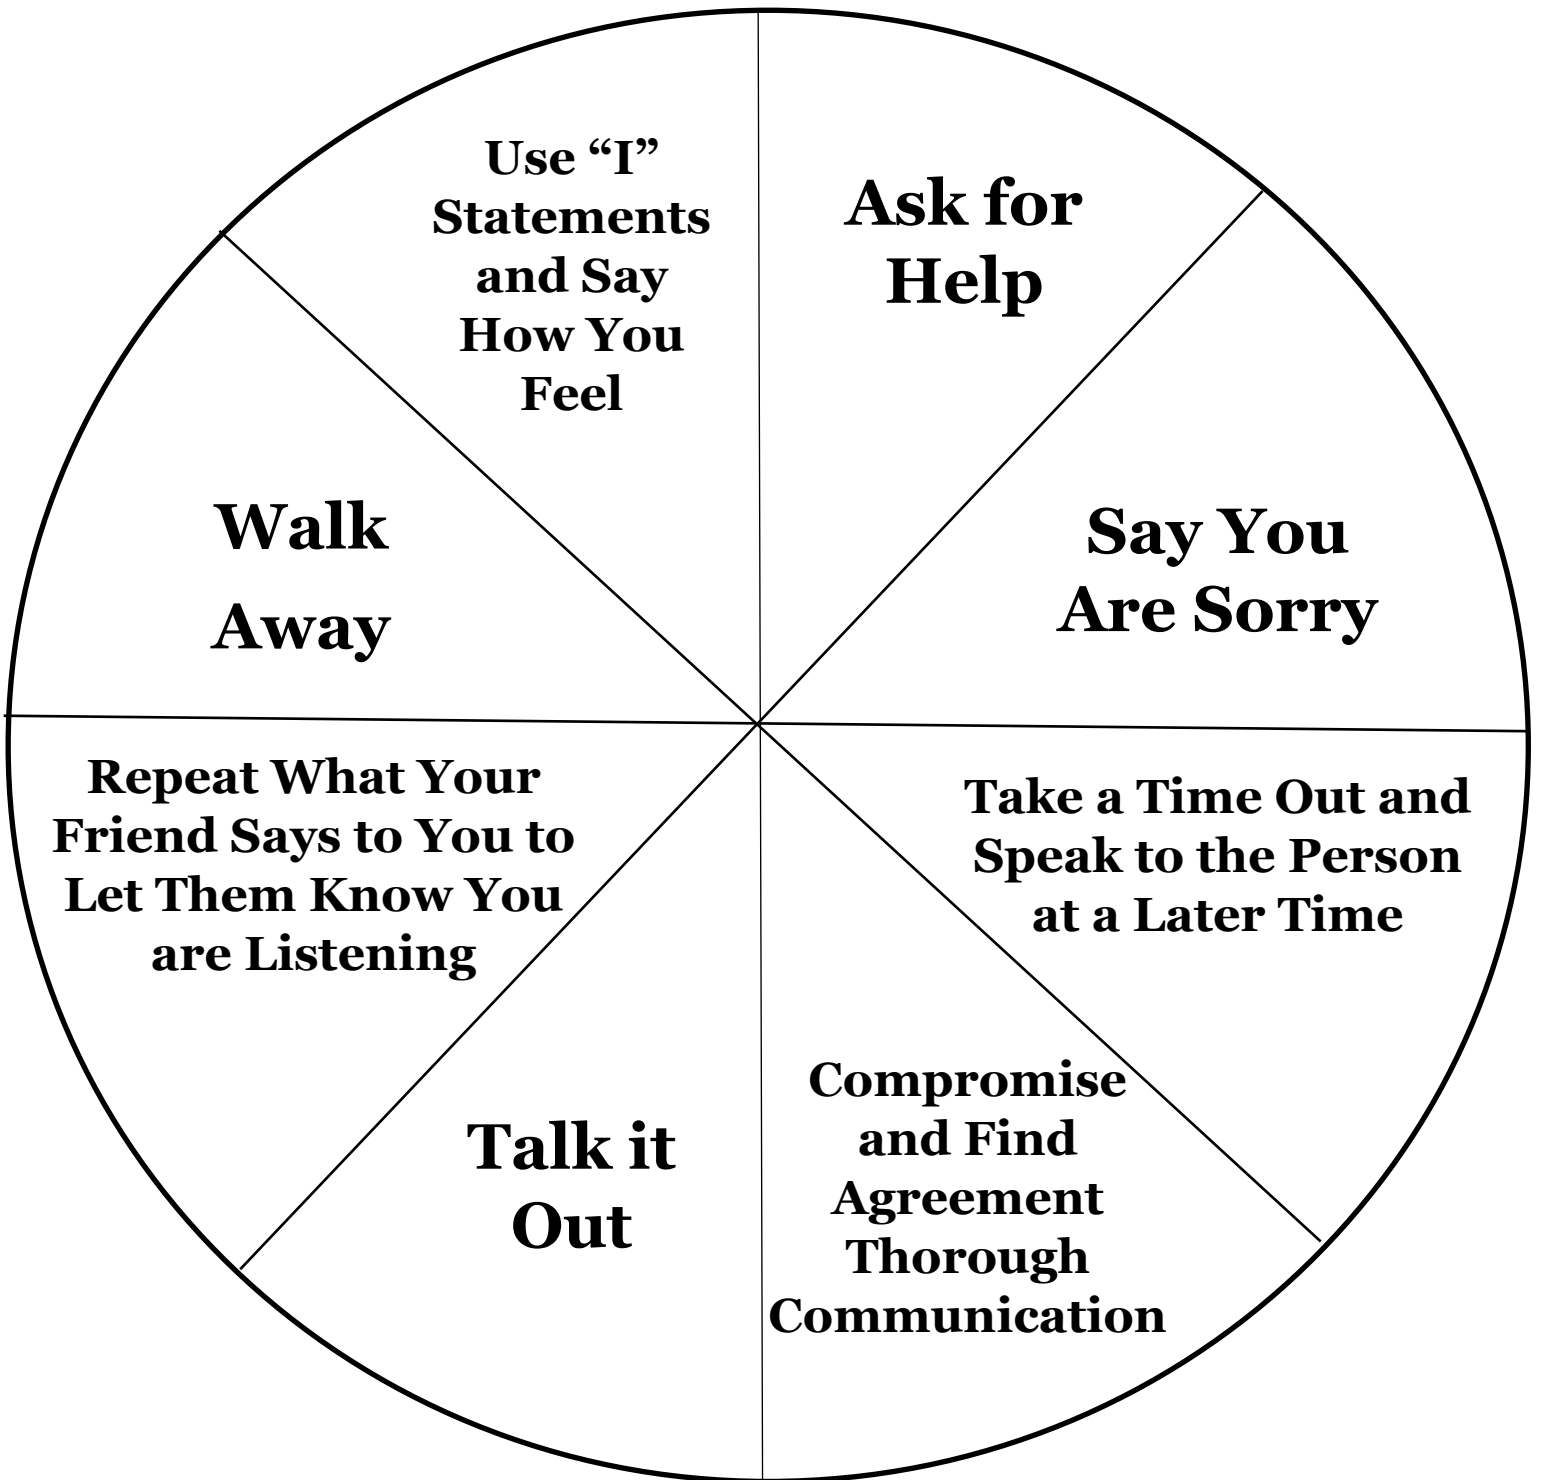 Use “I”
Statements
and Say
How You
Feel
Ask for
Help
Walk
Away
Say You
Are Sorry
Repeat What Your
Friend Says to You to
Let Them Know You
are Listening
Take a Time Out and
Speak to the Person
at a Later Time
Talk it
Out
Compromise
and Find
Agreement
Thorough
Communication